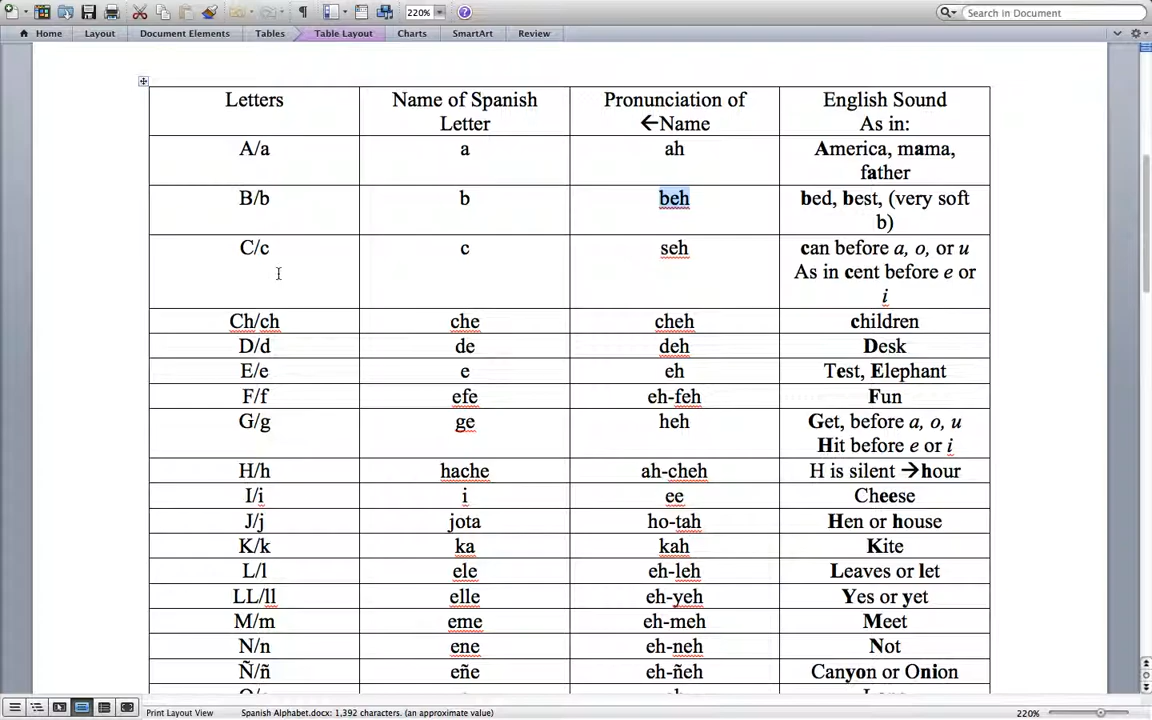 220%
Search in Document
Home Layout Document Elements Tables Table Layout Charts SmartArt Review
Letters Name of Spanish Letter Pronunciation of ←Name English Sound As in:
A/a a ah America, mama, father
B/b b beh bed, best, (very soft b)
C/c c seh can before a, o, or u As in cent before e or i
Ch/ch che cheh children
D/d de deh Desk
E/e e eh Test, Elephant
F/f efe eh-feh Fun
G/g ge heh Get, before a, o, u Hit before e or i
H/h hache ah-cheh H is silent →hour
I/i i ee Cheese
J/j jota ho-tah Hen or house
K/k ka kah Kite
L/l ele eh-leh Leaves or let
LL/ll elle eh-yeh Yes or yet
M/m eme eh-meh Meet
N/n ene eh-neh Not
Ñ/ñ eñe eh-ñeh Canyon or Onion
Print Layout View Spanish Alphabet.docx: 1,392 characters. (an approximate value) 220%